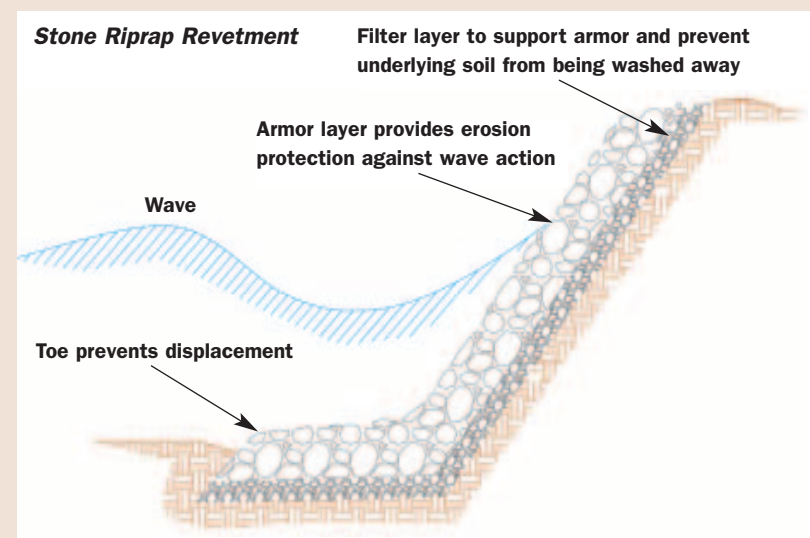 Stone Riprap Revetment
Filter layer to support armor and prevent
underlying soil from being washed away
Armor layer provides erosion
protection against wave action
Wave
Toe prevents displacement